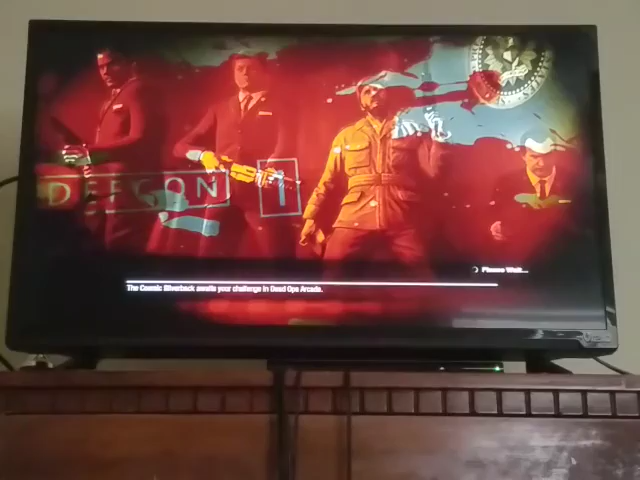 DEFCON 1
Please Wait...
The Cosmic Silverback awaits your challenge in Dead Ops Arcade.